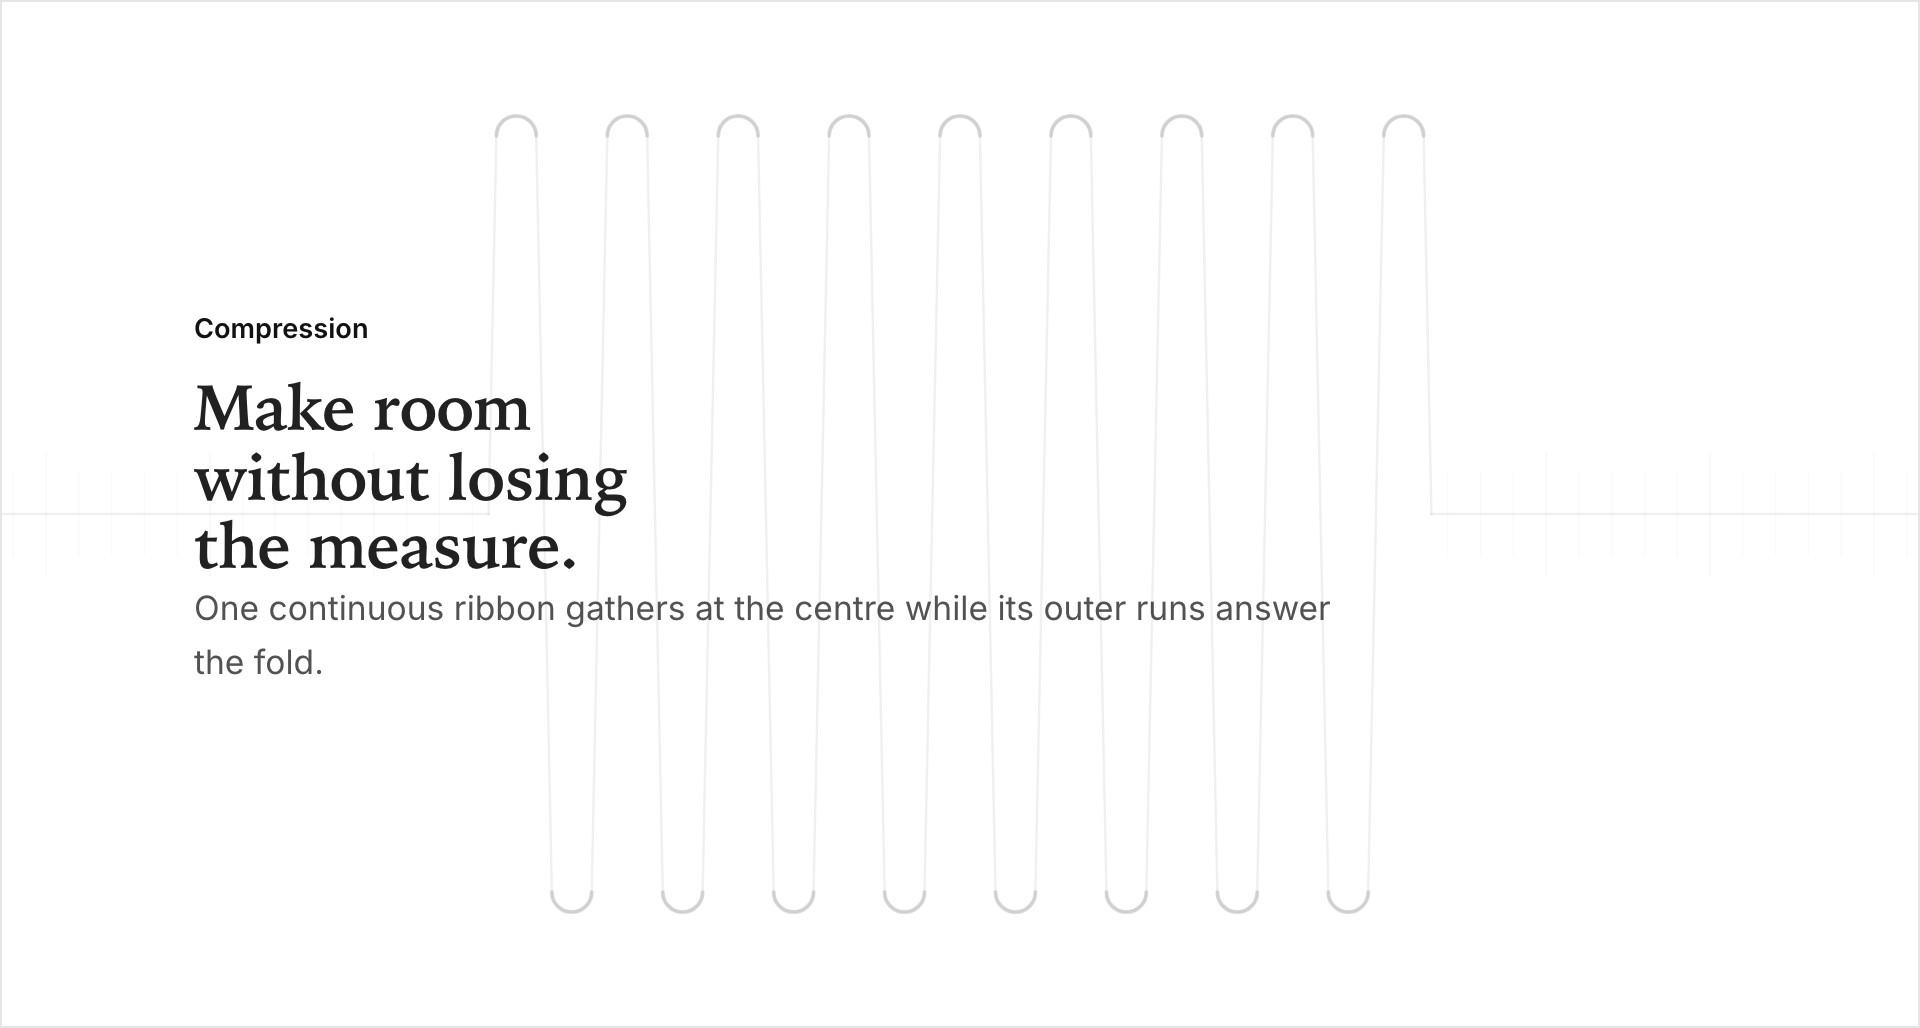 Compression
Make room
without losing
the measure.
One continuous ribbon gathers at the centre while its outer runs answer
the fold.